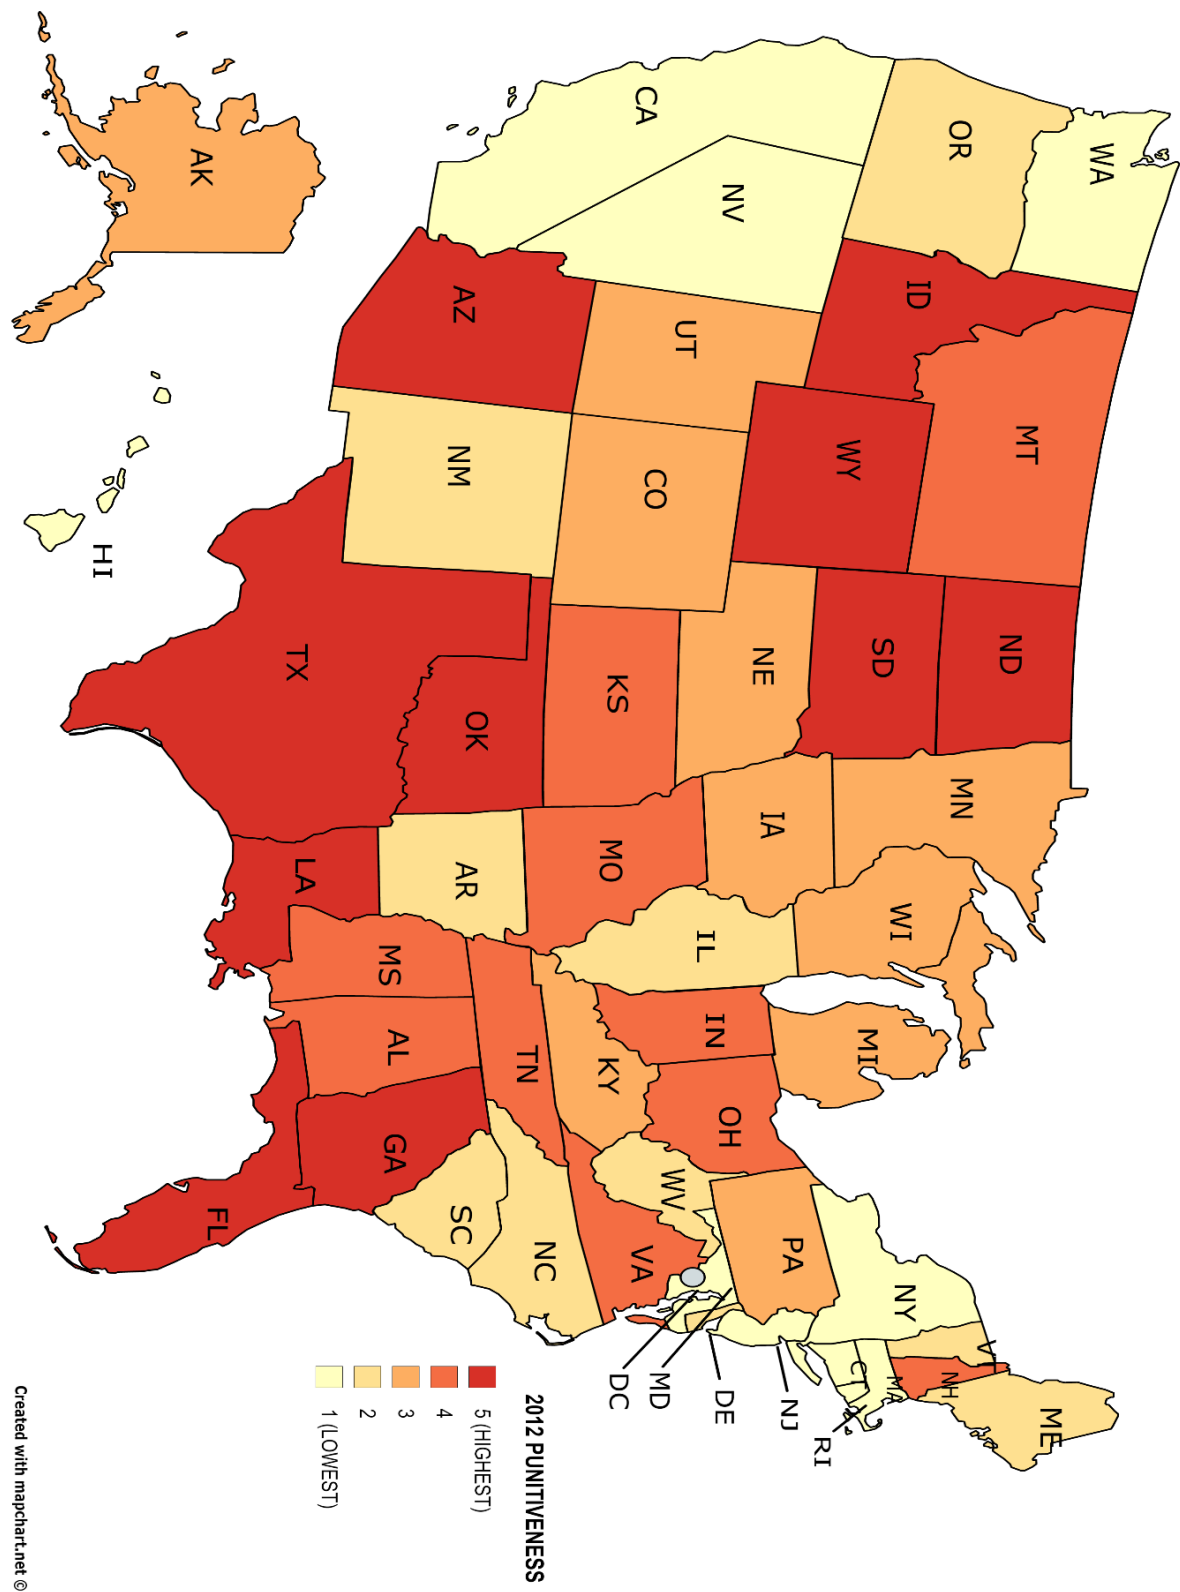 WA
OR
CA
NV
ID
MT
WY
UT
AZ
CO
NM
ND
SD
NE
KS
OK
TX
MN
IA
MO
AR
LA
WI
IL
MI
IN
OH
KY
TN
MS
AL
GA
FL
SC
NC
VA
WV
PA
NY
VT
NH
ME
MA
CT
RI
NJ
DE
MD
DC
AK
HI
2012 PUNITIVENESS
5 (HIGHEST)
4
3
2
1 (LOWEST)
Created with mapchart.net ©